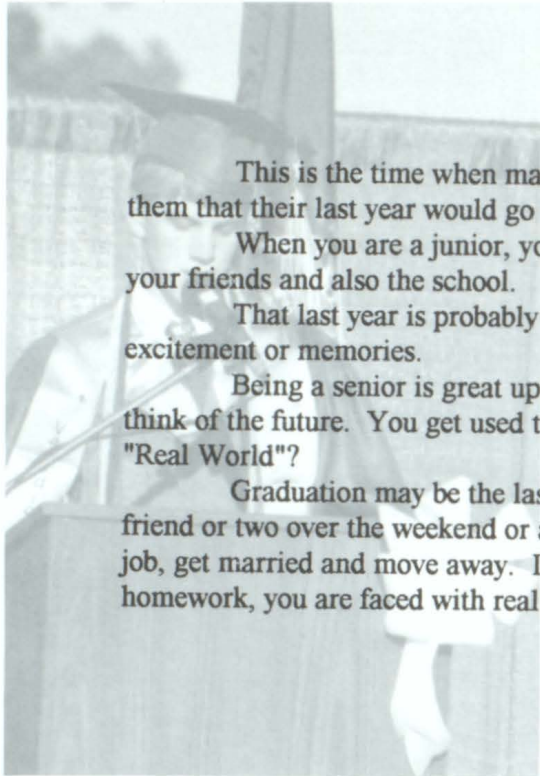 This is the time when ma
them that their last year would go
When you are a junior, yo
your friends and also the school.
That last year is probably
excitement or memories.
Being a senior is great up
think of the future.  You get used t
"Real World"?
Graduation may be the las
friend or two over the weekend or a
job, get married and move away.  I
homework, you are faced with real